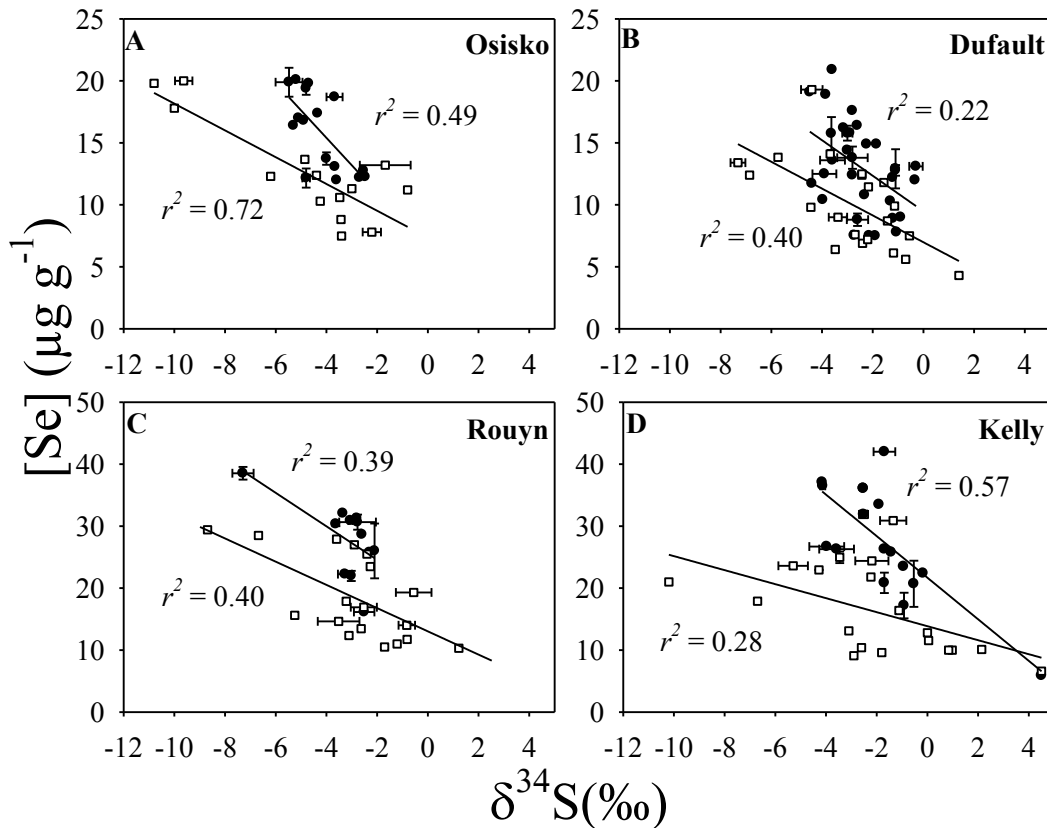 A Osisko
B Dufault
25
20
15
10
5
0
r² = 0.49
r² = 0.72
-12 -10 -8 -6 -4 -2 0 2 4
25
20
15
10
5
0
r² = 0.22
r² = 0.40
-12 -10 -8 -6 -4 -2 0 2 4
[Se] (μg g⁻¹)
C Rouyn
D Kelly
50
40
30
20
10
0
r² = 0.39
r² = 0.40
-12 -10 -8 -6 -4 -2 0 2 4
50
40
30
20
10
0
r² = 0.57
r² = 0.28
-12 -10 -8 -6 -4 -2 0 2 4
δ³⁴S(‰)